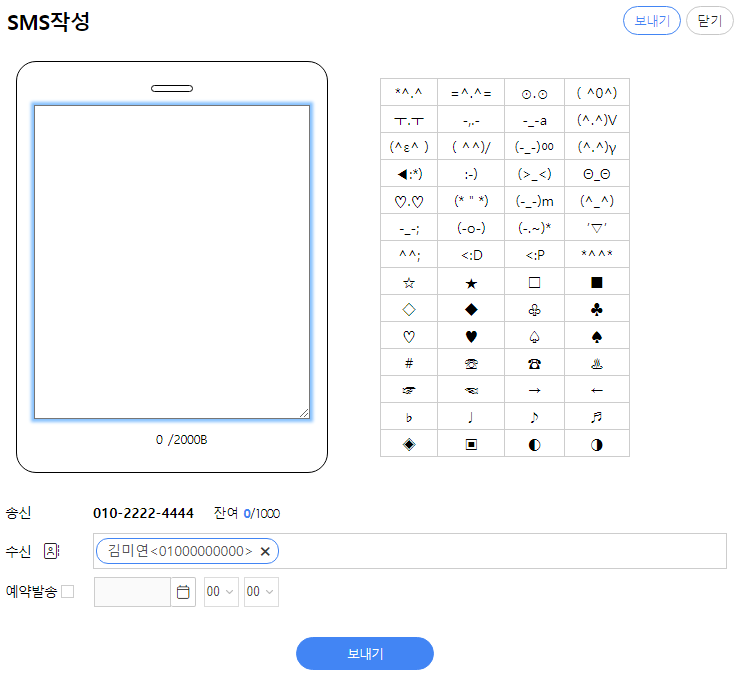 SMS작성
보내기 닫기
*^.^ =^.^= ⊙.⊙ ( ^0^)
ㅜ.ㅜ -,.- -_-a (^.^)V
(^ε^ ) ( ^^)/ (-_-)oo (^.^)γ
◀:*) :-) (>_<) Θ_Θ
♡.♡ (* " *) (-_-)m (^_^)
-_-; (-o-) (-.~)* '▽'
^^; <:D <:P *^^*
☆ ★ □ ■
◇ ◆ ♧ ♣
♡ ♥ ♤ ♠
# ☏ ☎ ♨
☞ ☜ → ←
♭ ♩ ♪ ♬
◈ ▣ ◐ ◑
0 /2000B
송신 010-2222-4444 잔여 0/1000
수신 김미연<01000000000> ✕
예약발송 00 00
보내기